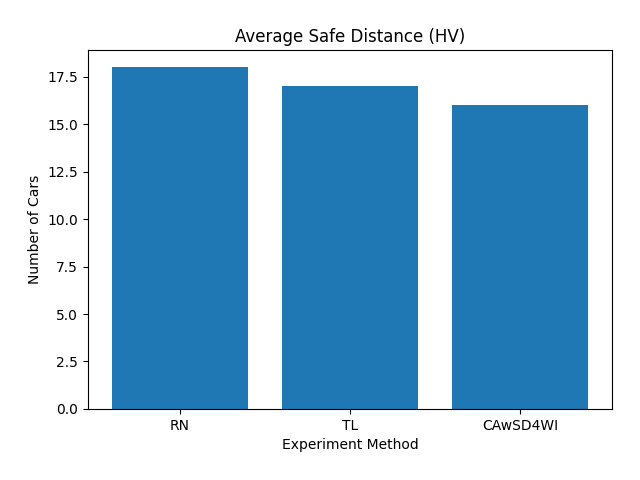 Average Safe Distance (HV)
Number of Cars
17.5
15.0
12.5
10.0
7.5
5.0
2.5
0.0
RN TL CAwSD4WI
Experiment Method